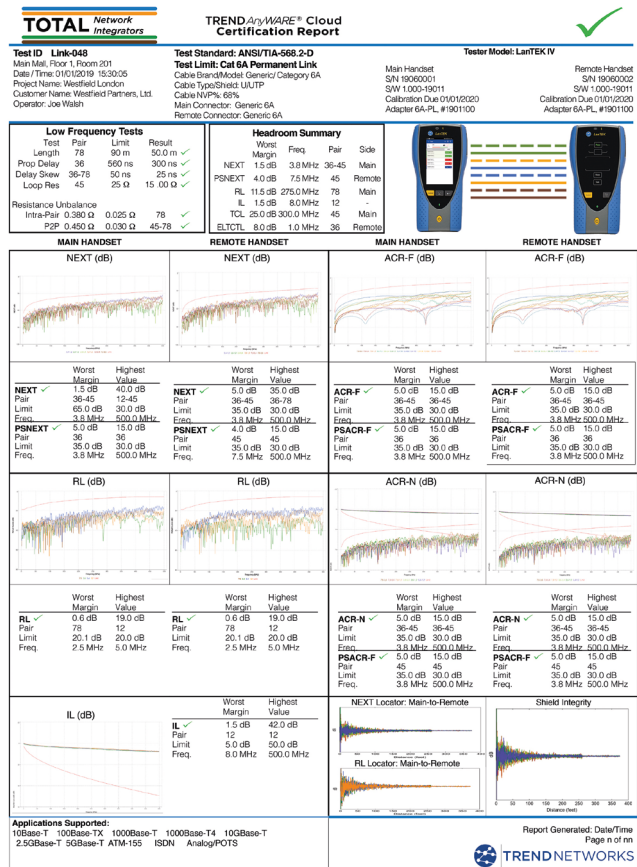 TOTAL Network Integrators
TREND AnyWARE® Cloud
Certification Report
Test ID Link-048
Main Mall, Floor 1, Room 201
Date / Time: 01/01/2019 15:30:05
Project Name: Westfield London
Customer Name: Westfield Partners, Ltd.
Operator: Joe Walsh
Test Standard: ANSI/TIA-568.2-D
Test Limit: Cat 6A Permanent Link
Cable Brand/Model: Generic/ Category 6A
Cable Type/Shield: U/UTP
Cable NVP%: 68%
Main Connector: Generic 6A
Remote Connector: Generic 6A
Tester Model: LanTEK IV
Main Handset
S/N 19060001
S/W 1.000-19011
Calibration Due 01/01/2020
Adapter 6A-PL, #1901100
Remote Handset
S/N 19060002
S/W 1.000-19011
Calibration Due 01/01/2020
Adapter 6A-PL, #1901100
Low Frequency Tests
Test Pair Limit Result
Length 78 90 m 50.0 m
Prop Delay 36 560 ns 300 ns
Delay Skew 36-78 50 ns 25 ns
Loop Res 45 25 Ω 15 .00 Ω
Resistance Unbalance
Intra-Pair 0.380 Ω 0.025 Ω 78
P2P 0.450 Ω 0.030 Ω 45-78
Headroom Summary
Worst Margin Freq. Pair Side
NEXT 1.5 dB 3.8 MHz 36-45 Main
PSNEXT 4.0 dB 7.5 MHz 45 Remote
RL 11.5 dB 275.0 MHz 78 Main
IL 1.5 dB 8.0 MHz 12 -
TCL 25.0 dB 300.0 MHz 45 Main
ELTCTL 8.0 dB 1.0 MHz 36 Remote
MAIN HANDSET REMOTE HANDSET MAIN HANDSET REMOTE HANDSET
NEXT (dB) NEXT (dB) ACR-F (dB) ACR-F (dB)
Worst Margin Highest Value
NEXT 1.5 dB 40.0 dB
Pair 36-45 12-45
Limit 65.0 dB 30.0 dB
Freq. 3.8 MHz 500.0 MHz
PSNEXT 5.0 dB 15.0 dB
Pair 36 36
Limit 35.0 dB 30.0 dB
Freq. 3.8 MHz 500.0 MHz
Worst Margin Highest Value
NEXT 5.0 dB 35.0 dB
Pair 36-45 36-78
Limit 35.0 dB 30.0 dB
Freq. 3.8 MHz 500.0 MHz
PSNEXT 4.0 dB 15.0 dB
Pair 45 45
Limit 35.0 dB 30.0 dB
Freq. 7.5 MHz 500.0 MHz
Worst Margin Highest Value
ACR-F 5.0 dB 15.0 dB
Pair 36-45 36-45
Limit 35.0 dB 30.0 dB
Freq. 3.8 MHz 500.0 MHz
PSACR-F 5.0 dB 15.0 dB
Pair 36 36
Limit 35.0 dB 30.0 dB
Freq. 3.8 MHz 500.0 MHz
Worst Margin Highest Value
ACR-F 5.0 dB 15.0 dB
Pair 36-45 36-45
Limit 35.0 dB 30.0 dB
Freq. 3.8 MHz 500.0 MHz
PSACR-F 5.0 dB 15.0 dB
Pair 36 36
Limit 35.0 dB 30.0 dB
Freq. 3.8 MHz 500.0 MHz
RL (dB) RL (dB) ACR-N (dB) ACR-N (dB)
Worst Margin Highest Value
RL 0.6 dB 19.0 dB
Pair 78 12
Limit 20.1 dB 20.0 dB
Freq. 2.5 MHz 5.0 MHz
Worst Margin Highest Value
RL 0.6 dB 19.0 dB
Pair 78 12
Limit 20.1 dB 20.0 dB
Freq. 2.5 MHz 5.0 MHz
Worst Margin Highest Value
ACR-N 5.0 dB 15.0 dB
Pair 36-45 36-45
Limit 35.0 dB 30.0 dB
Freq. 3.8 MHz 500.0 MHz
PSACR-F 5.0 dB 15.0 dB
Pair 45 45
Limit 35.0 dB 30.0 dB
Freq. 3.8 MHz 500.0 MHz
Worst Margin Highest Value
ACR-N 5.0 dB 15.0 dB
Pair 36-45 36-45
Limit 35.0 dB 30.0 dB
Freq. 3.8 MHz 500.0 MHz
PSACR-F 5.0 dB 15.0 dB
Pair 45 45
Limit 35.0 dB 30.0 dB
Freq. 3.8 MHz 500.0 MHz
IL (dB)
Worst Margin Highest Value
IL 1.5 dB 42.0 dB
Pair 12 12
Limit 5.0 dB 50.0 dB
Freq. 8.0 MHz 500.0 MHz
NEXT Locator: Main-to-Remote
RL Locator: Main-to-Remote
Shield Integrity
0 50 100 150 200 250 300 350 400
Distance (feet)
Applications Supported:
10Base-T 100Base-TX 1000Base-T 1000Base-T4 10GBase-T
2.5GBase-T 5GBase-T ATM-155 ISDN Analog/POTS
Report Generated: Date/Time
Page n of nn
TREND NETWORKS